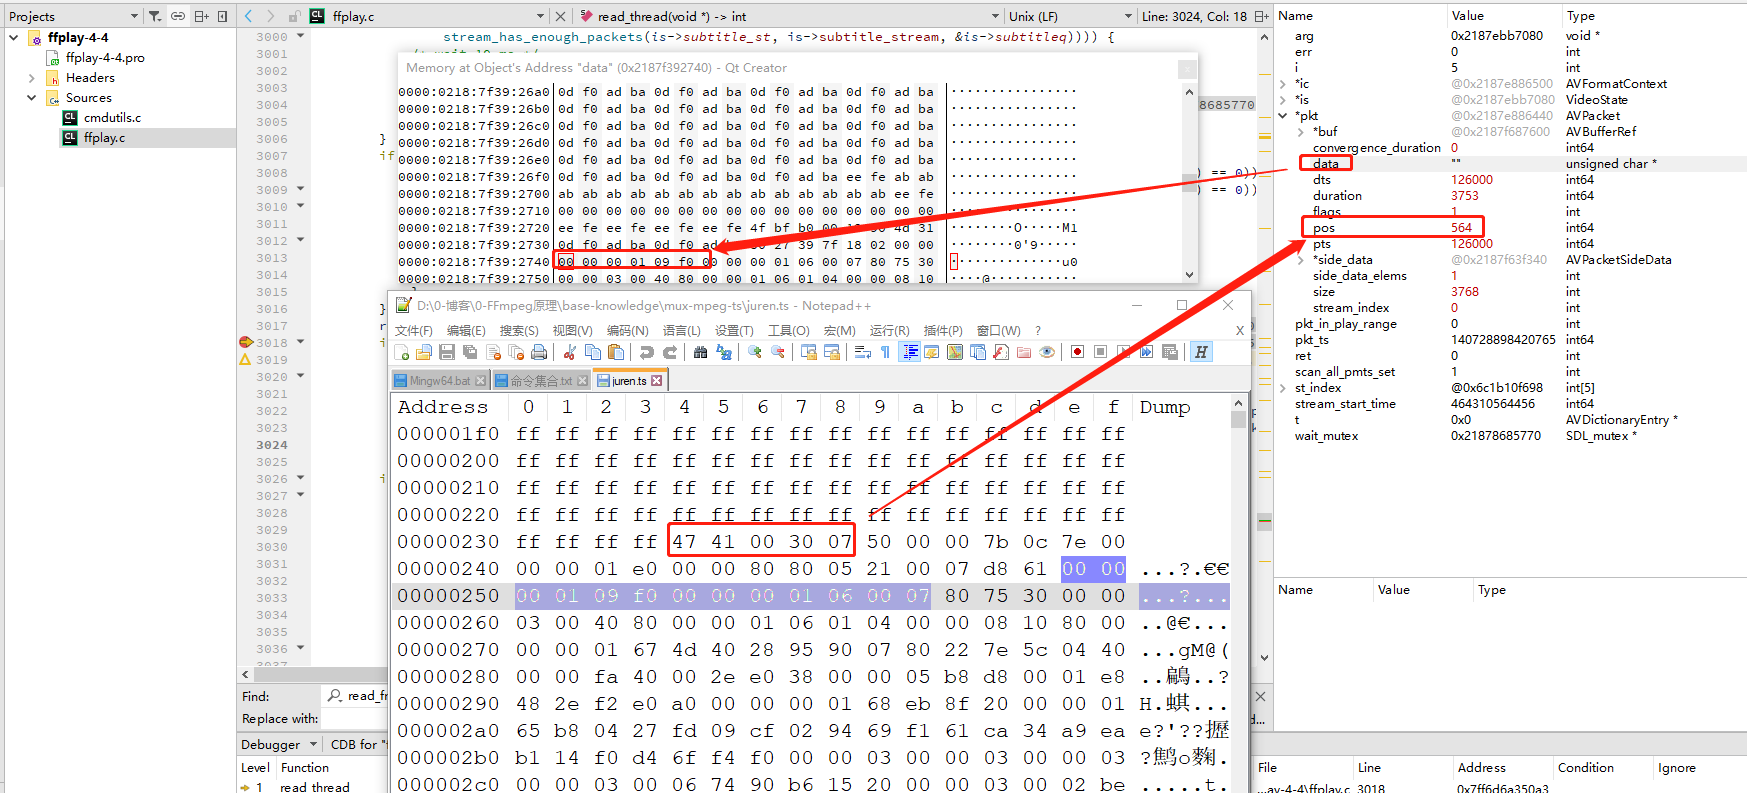 Projects
ffplay-4-4
ffplay-4-4.pro
Headers
Sources
cmdutils.c
ffplay.c
ffplay.c
read_thread(void *) -> int
Unix (LF)
Line: 3024, Col: 18
3000
3001
3002
3003
3004
3005
3006
3007
3008
3009
3010
3011
3012
3013
3014
3015
3016
3017
3018
3019
3020
3021
3022
3023
3024
3025
3026
3027
3028
3029
3030
3031
3032
3033
3034
3035
3036
3037
stream_has_enough_packets(is->subtitle_st, is->subtitle_stream, &is->subtitleq)))) {
}
if
) == 0))
) == 0))
8685770
Memory at Object's Address "data" (0x2187f392740) - Qt Creator
0000:0218:7f39:26a0 0d f0 ad ba 0d f0 ad ba 0d f0 ad ba 0d f0 ad ba
0000:0218:7f39:26b0 0d f0 ad ba 0d f0 ad ba 0d f0 ad ba 0d f0 ad ba
0000:0218:7f39:26c0 0d f0 ad ba 0d f0 ad ba 0d f0 ad ba 0d f0 ad ba
0000:0218:7f39:26d0 0d f0 ad ba 0d f0 ad ba 0d f0 ad ba 0d f0 ad ba
0000:0218:7f39:26e0 0d f0 ad ba 0d f0 ad ba 0d f0 ad ba 0d f0 ad ba
0000:0218:7f39:26f0 0d f0 ad ba 0d f0 ad ba 0d f0 ad ba ee fe ab ab
0000:0218:7f39:2700 ab ab ab ab ab ab ab ab ab ab ab ab ab ab ee fe
0000:0218:7f39:2710 00 00 00 00 00 00 00 00 00 00 00 00 00 00 00 00
0000:0218:7f39:2720 ee fe ee fe ee fe ee fe 4f bf b0 00 30 4d 31
0000:0218:7f39:2730 0d f0 ad ba 0d f0 ad 27 39 7f 18 02 00 00
0000:0218:7f39:2740 00 00 00 01 09 f0 00 00 00 01 06 00 07 80 75 30
0000:0218:7f39:2750 00 00 03 00 40 80 00 00 01 06 01 04 00 00 08 10
D:\0-博客\0-FFmpeg原理\base-knowledge\mux-mpeg-ts\juren.ts - Notepad++
文件(F) 编辑(E) 搜索(S) 视图(V) 编码(N) 语言(L) 设置(T) 工具(O) 宏(M) 运行(R) 插件(P) 窗口(W) ? X
Mingw64.bat 命令集合.txt juren.ts
Address 0 1 2 3 4 5 6 7 8 9 a b c d e f Dump
000001f0 ff ff ff ff ff ff ff ff ff ff ff ff ff ff ff ff
00000200 ff ff ff ff ff ff ff ff ff ff ff ff ff ff ff ff
00000210 ff ff ff ff ff ff ff ff ff ff ff ff ff ff ff ff
00000220 ff ff ff ff ff ff ff ff ff ff ff ff ff ff ff ff
00000230 ff ff ff ff 47 41 00 30 07 50 00 00 7b 0c 7e 00
00000240 00 00 01 e0 00 00 80 80 05 21 00 07 d8 61 00 00 ...?.€€
00000250 00 01 09 f0 00 00 00 01 06 00 07 80 75 30 00 00 ...?...
00000260 03 00 40 80 00 00 01 06 01 04 00 00 08 10 80 00 ..@€...
00000270 00 00 01 67 4d 40 28 95 90 07 80 22 7e 5c 04 40 ...gM@(
00000280 00 00 fa 40 00 2e e0 38 00 00 05 b8 d8 00 01 e8
00000290 48 2e f2 e0 a0 00 00 00 01 68 eb 8f 20 00 00 01
000002a0 65 b8 04 27 fd 09 cf 02 94 69 f1 61 ca 34 a9 ea
000002b0 b1 14 f0 d4 6f f4 f0 00 00 03 00 00 03 00 00 03
000002c0 00 00 03 00 06 74 90 b6 15 20 00 00 03 00 02 be .....t.
Find: read_fr
Replace with:
Debugger CDB for "
Level Function
1 read thread
Name Value Type
arg 0x2187ebb7080 void *
err 0 int
i 5 int
*ic @0x2187e886500 AVFormatContext
*is @0x2187ebb7080 VideoState
*pkt @0x2187e886440 AVPacket
*buf @0x2187f687600 AVBufferRef
convergence_duration 0 int64
data "" unsigned char *
dts 126000 int64
duration 3753 int64
flags 1 int
pos 564 int64
pts 126000 int64
*side_data @0x2187f63f340 AVPacketSideData
side_data_elems 1 int
size 3768 int
stream_index 0 int
pkt_in_play_range 0 int
pkt_ts 140728898420765 int64
ret 0 int
scan_all_pmts_set 1 int
st_index @0x6c1b10f698 int[5]
stream_start_time 464310564456 int64
t 0x0 AVDictionaryEntry *
wait_mutex 0x21878685770 SDL_mutex *
Name Value Type
File Line Address Condition Ignore
...ay-4-4\ffplay.c 3018 0x7ff6d6a350a3